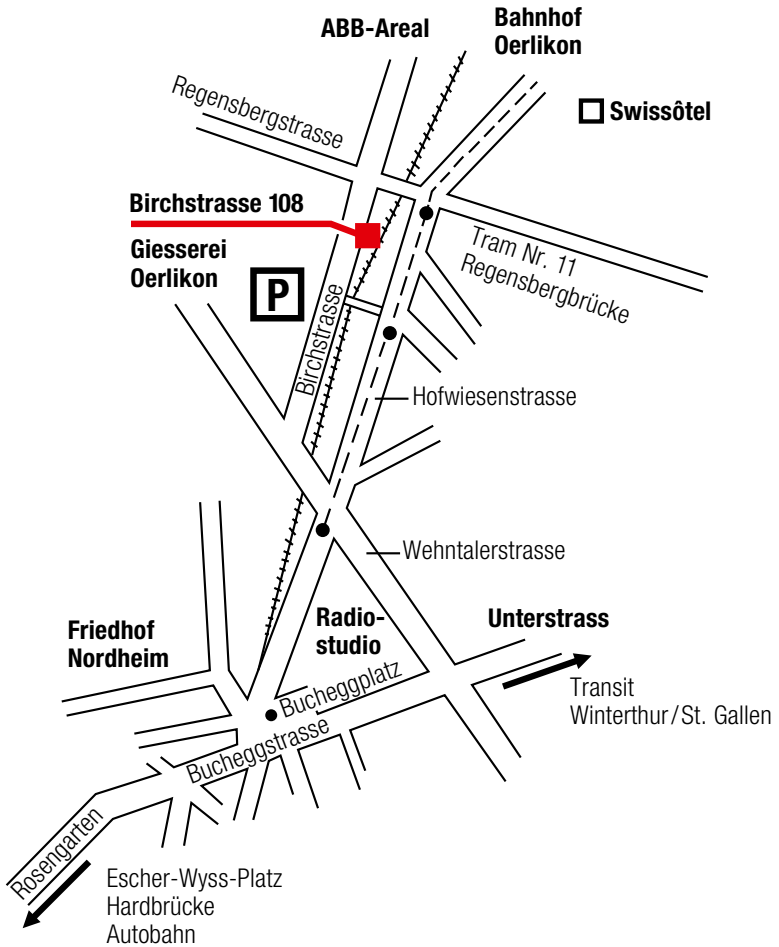 ABB-Areal
Bahnhof
Oerlikon
Regensbergstrasse
Swissôtel
Birchstrasse 108
Giesserei
Oerlikon
P
Tram Nr. 11
Regensbergbrücke
Birchstrasse
Hofwiesenstrasse
Wehntalerstrasse
Friedhof
Nordheim
Radio-
studio
Unterstrass
Bucheggplatz
Transit
Winterthur/St. Gallen
Bucheggstrasse
Rosengarten
Escher-Wyss-Platz
Hardbrücke
Autobahn